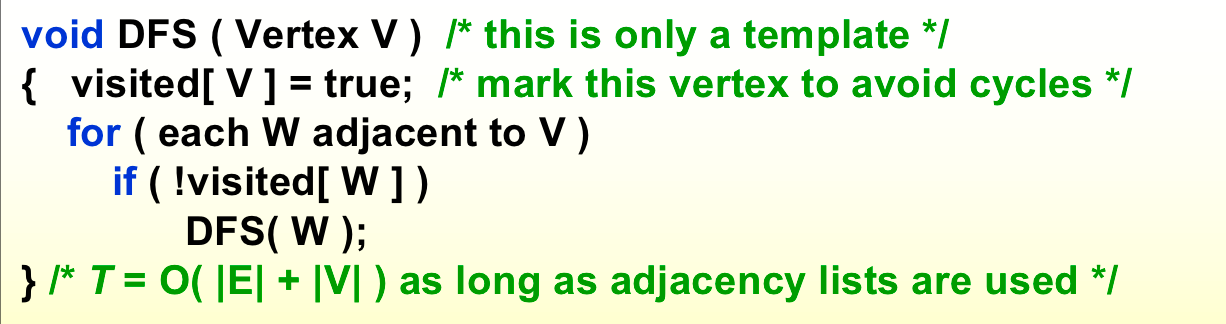 void DFS ( Vertex V )  /* this is only a template */
{   visited[ V ] = true;  /* mark this vertex to avoid cycles */
    for ( each W adjacent to V )
        if ( !visited[ W ] )
            DFS( W );
} /* T = O( |E| + |V| ) as long as adjacency lists are used */